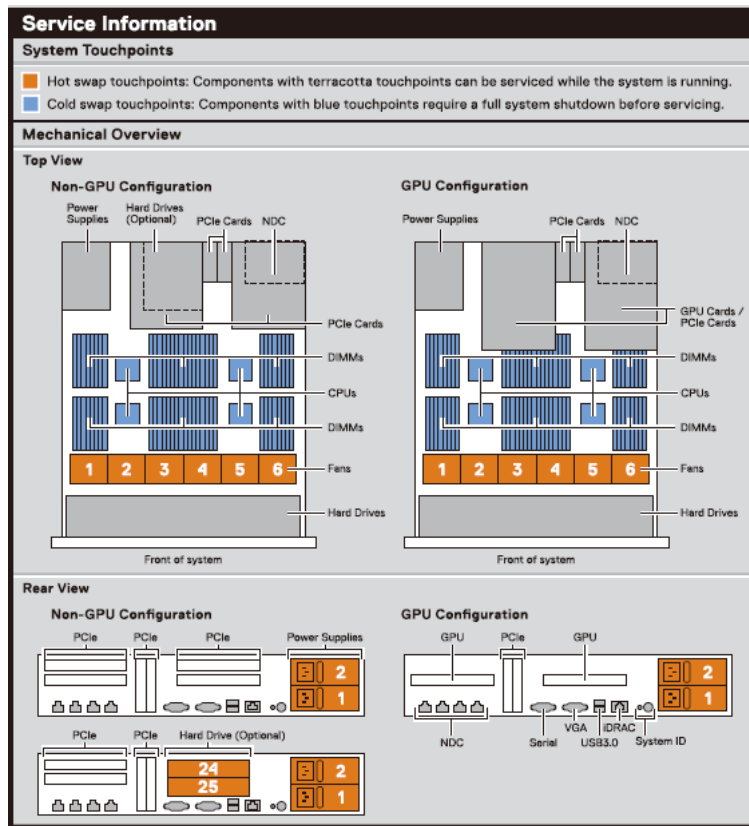 Service Information
System Touchpoints
Hot swap touchpoints: Components with terracotta touchpoints can be serviced while the system is running.
Cold swap touchpoints: Components with blue touchpoints require a full system shutdown before servicing.
Mechanical Overview
Top View
Non-GPU Configuration
Power Supplies
Hard Drives (Optional)
PCIe Cards
NDC
PCIe Cards
DIMMs
CPUs
DIMMs
1 2 3 4 5 6
Fans
Hard Drives
Front of system
GPU Configuration
Power Supplies
PCIe Cards
NDC
GPU Cards /
PCIe Cards
DIMMs
CPUs
DIMMs
1 2 3 4 5 6
Fans
Hard Drives
Front of system
Rear View
Non-GPU Configuration
PCIe PCIe PCIe Power Supplies
2
1
PCIe PCIe Hard Drive (Optional)
24
25
2
1
GPU Configuration
GPU PCIe GPU
2
1
NDC
Serial
VGA
USB3.0
iDRAC
System ID